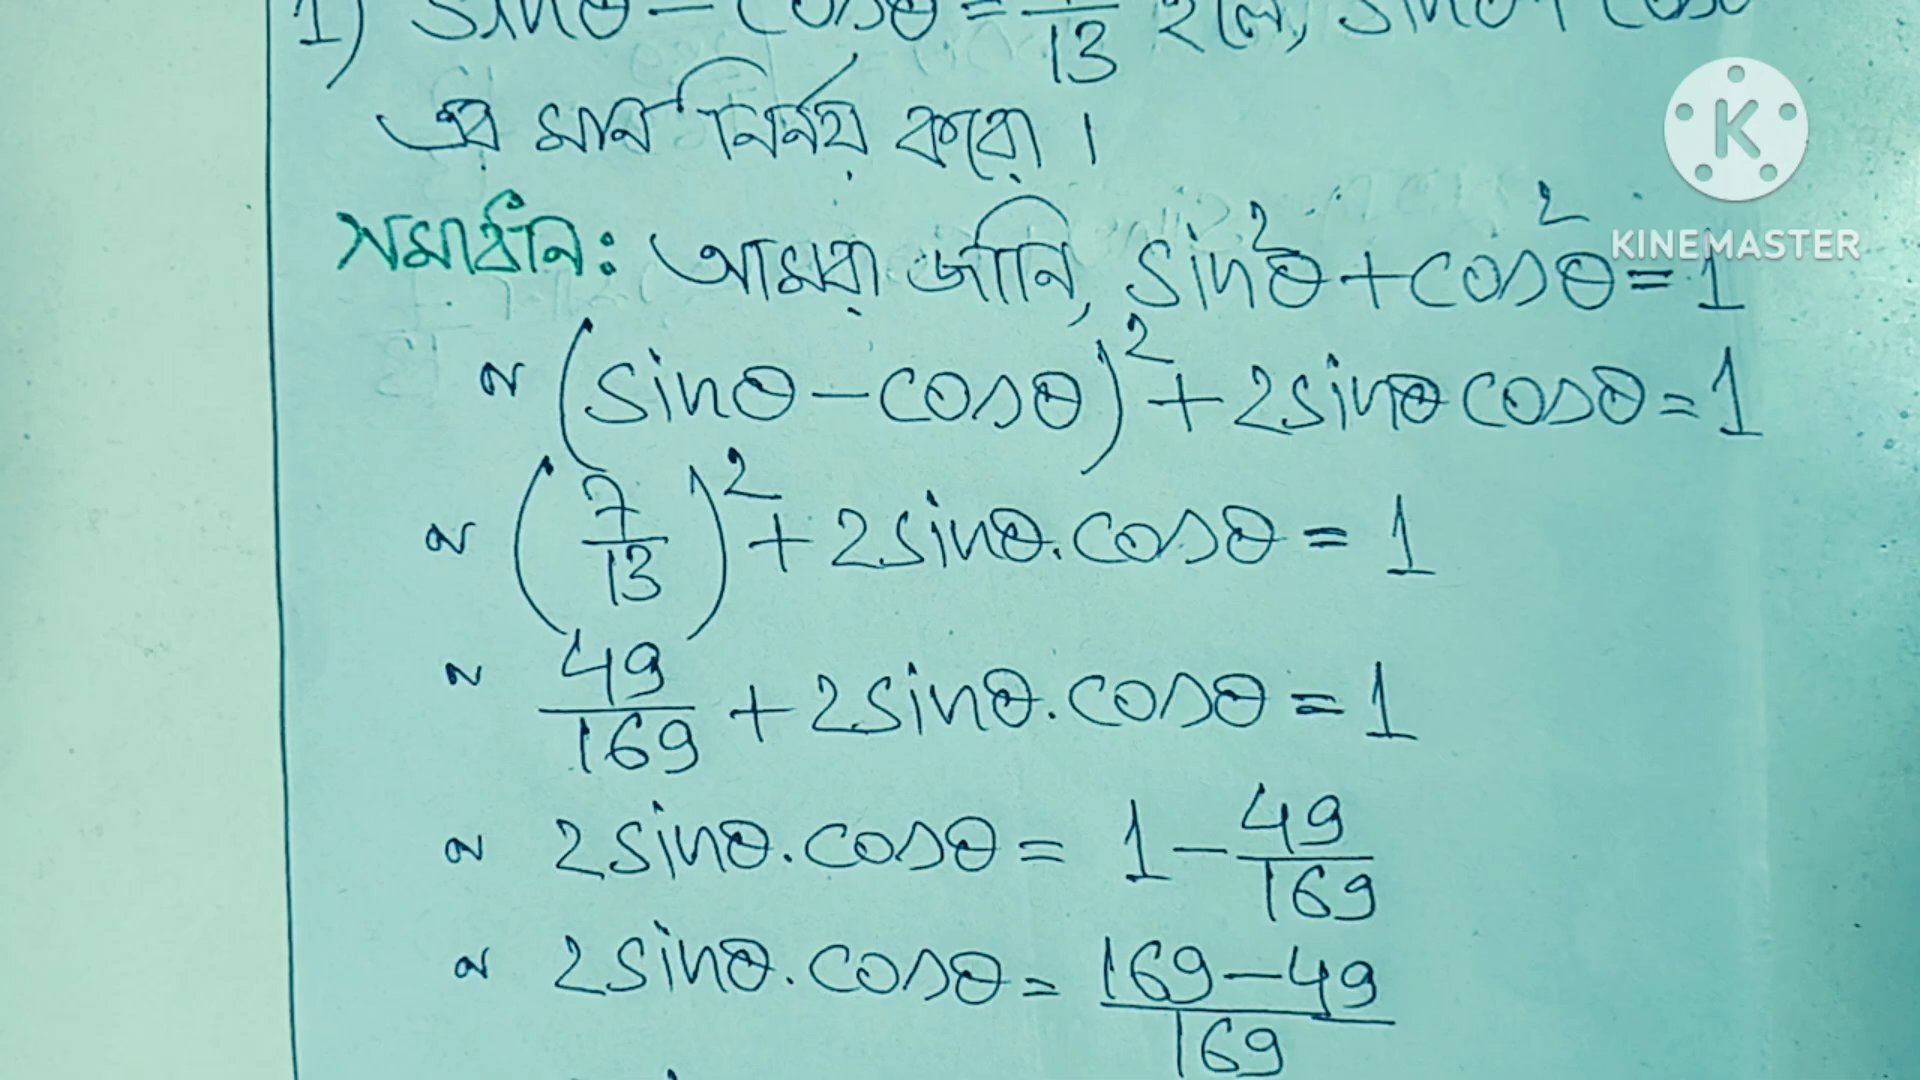 1) sinθ - cosθ = 7/13 হলে, sinθ + cosθ
এর মান নির্নয় করো।
সমাধান: আমরা জানি, sin²θ + cos²θ = 1
বা (sinθ - cosθ)² + 2sinθ cosθ = 1
বা (7/13)² + 2sinθ.cosθ = 1
বা 49/169 + 2sinθ.cosθ = 1
বা 2sinθ.cosθ = 1 - 49/169
বা 2sinθ.cosθ = 169-49/169
K
KINEMASTER